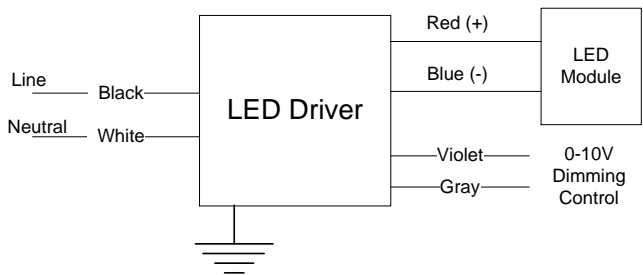 Line
Black
Neutral
White
LED Driver
Red (+)
Blue (-)
LED
Module
Violet
Gray
0-10V
Dimming
Control